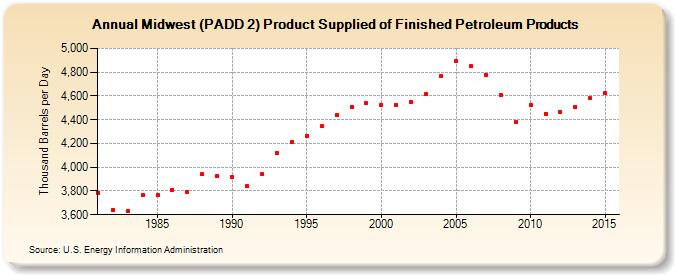 Annual Midwest (PADD 2) Product Supplied of Finished Petroleum Products
Thousand Barrels per Day
5,000
4,800
4,600
4,400
4,200
4,000
3,800
3,600
1985 1990 1995 2000 2005 2010 2015
Source: U.S. Energy Information Administration